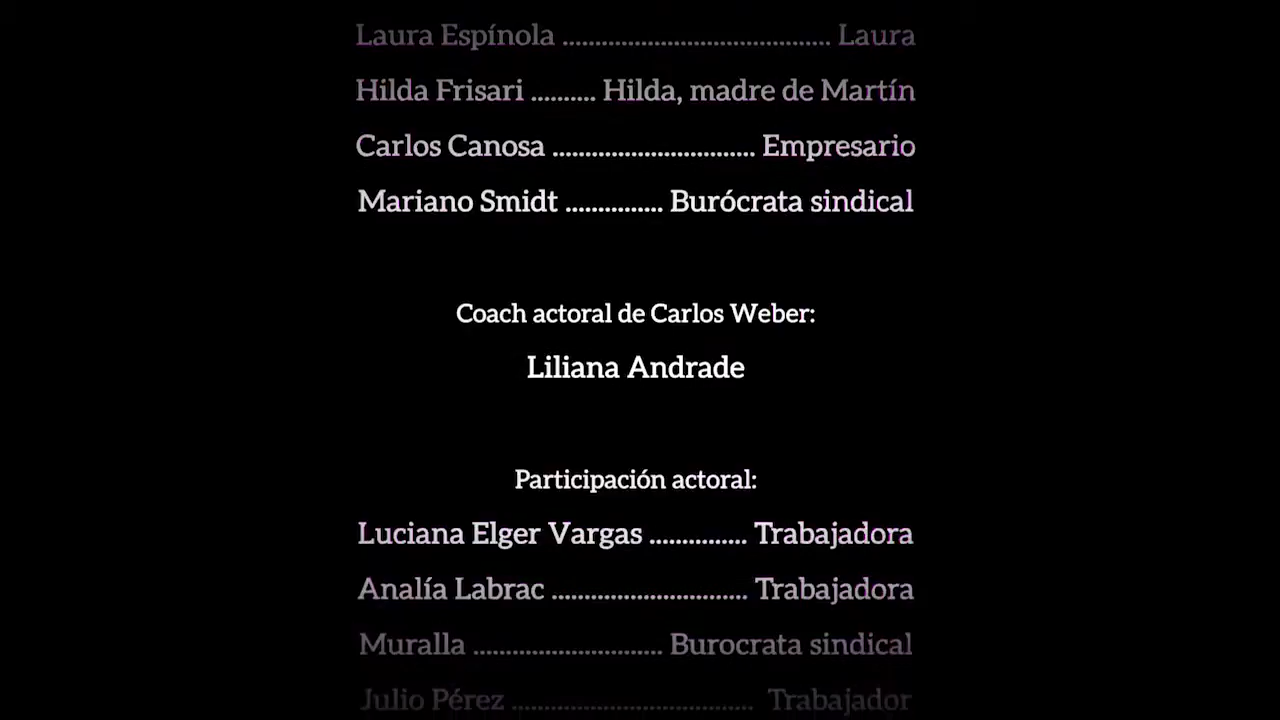 Laura Espínola ......................................... Laura
Hilda Frisari .......... Hilda, madre de Martín
Carlos Canosa ............................... Empresario
Mariano Smidt ............... Burócrata sindical
Coach actoral de Carlos Weber:
Liliana Andrade
Participación actoral:
Luciana Elger Vargas ............... Trabajadora
Analía Labrac .............................. Trabajadora
Muralla ............................. Burocrata sindical
Julio Pérez ..................................... Trabajador